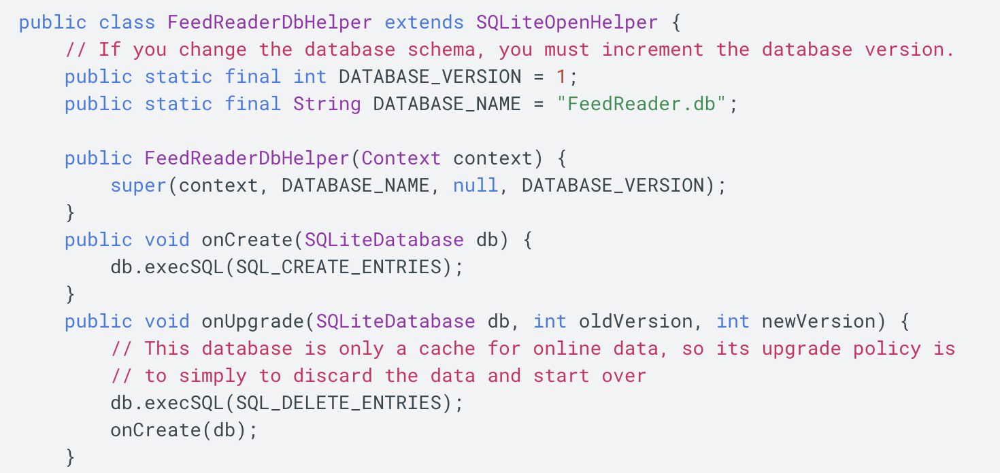 public class FeedReaderDbHelper extends SQLiteOpenHelper {
    // If you change the database schema, you must increment the database version.
    public static final int DATABASE_VERSION = 1;
    public static final String DATABASE_NAME = "FeedReader.db";

    public FeedReaderDbHelper(Context context) {
        super(context, DATABASE_NAME, null, DATABASE_VERSION);
    }
    public void onCreate(SQLiteDatabase db) {
        db.execSQL(SQL_CREATE_ENTRIES);
    }
    public void onUpgrade(SQLiteDatabase db, int oldVersion, int newVersion) {
        // This database is only a cache for online data, so its upgrade policy is
        // to simply to discard the data and start over
        db.execSQL(SQL_DELETE_ENTRIES);
        onCreate(db);
    }